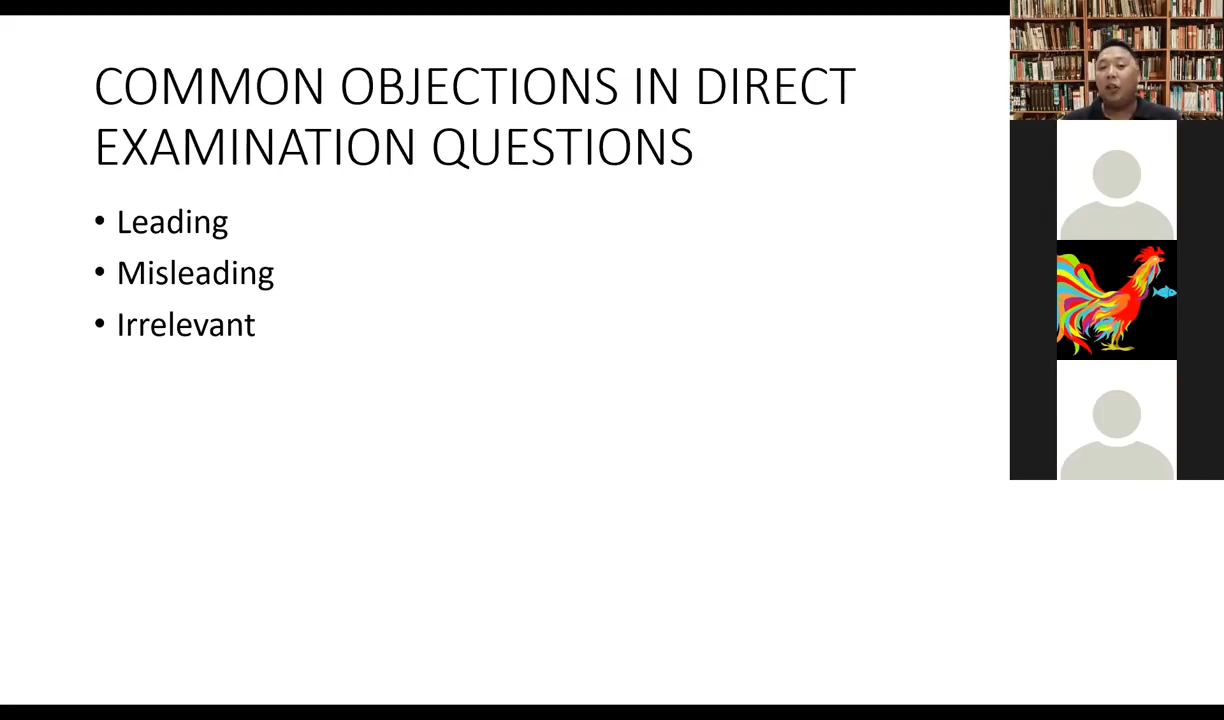 COMMON OBJECTIONS IN DIRECT
EXAMINATION QUESTIONS
• Leading
• Misleading
• Irrelevant